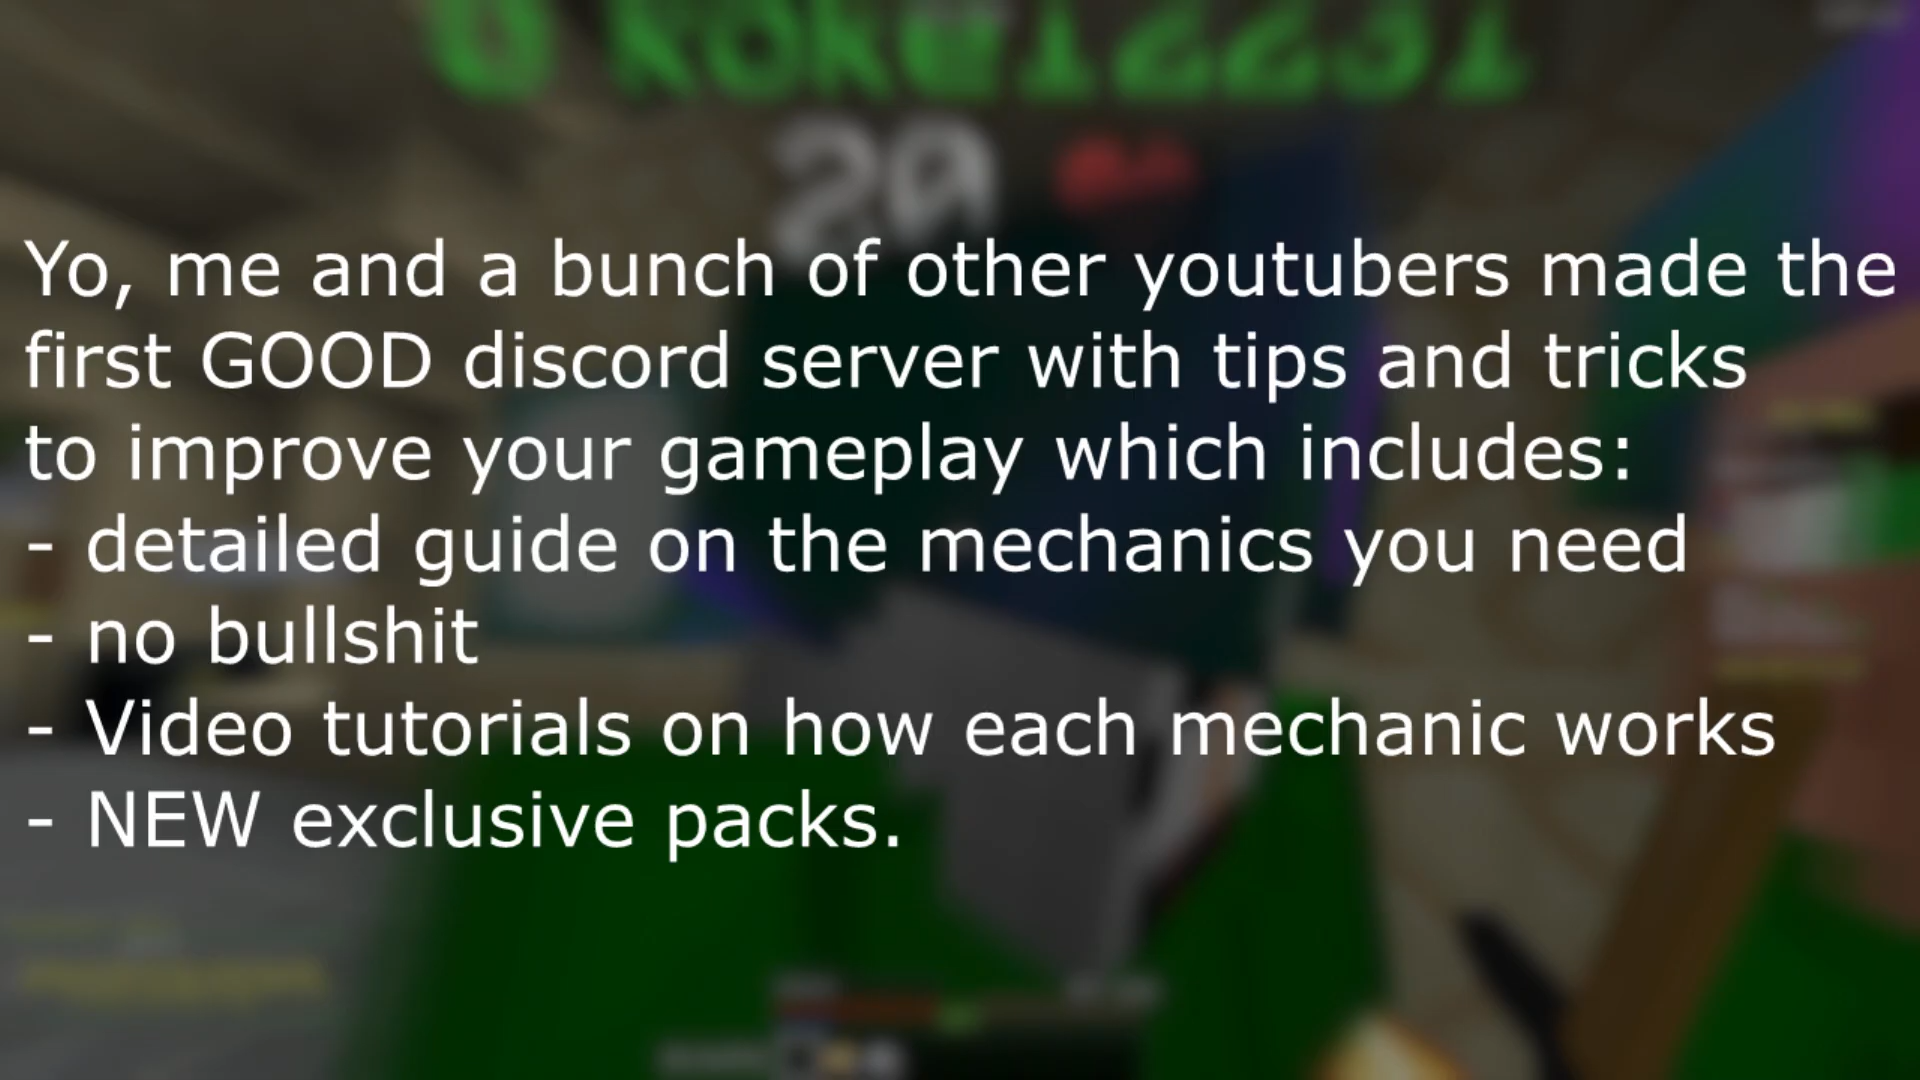 Yo, me and a bunch of other youtubers made the
first GOOD discord server with tips and tricks
to improve your gameplay which includes:
- detailed guide on the mechanics you need
- no bullshit
- Video tutorials on how each mechanic works
- NEW exclusive packs.